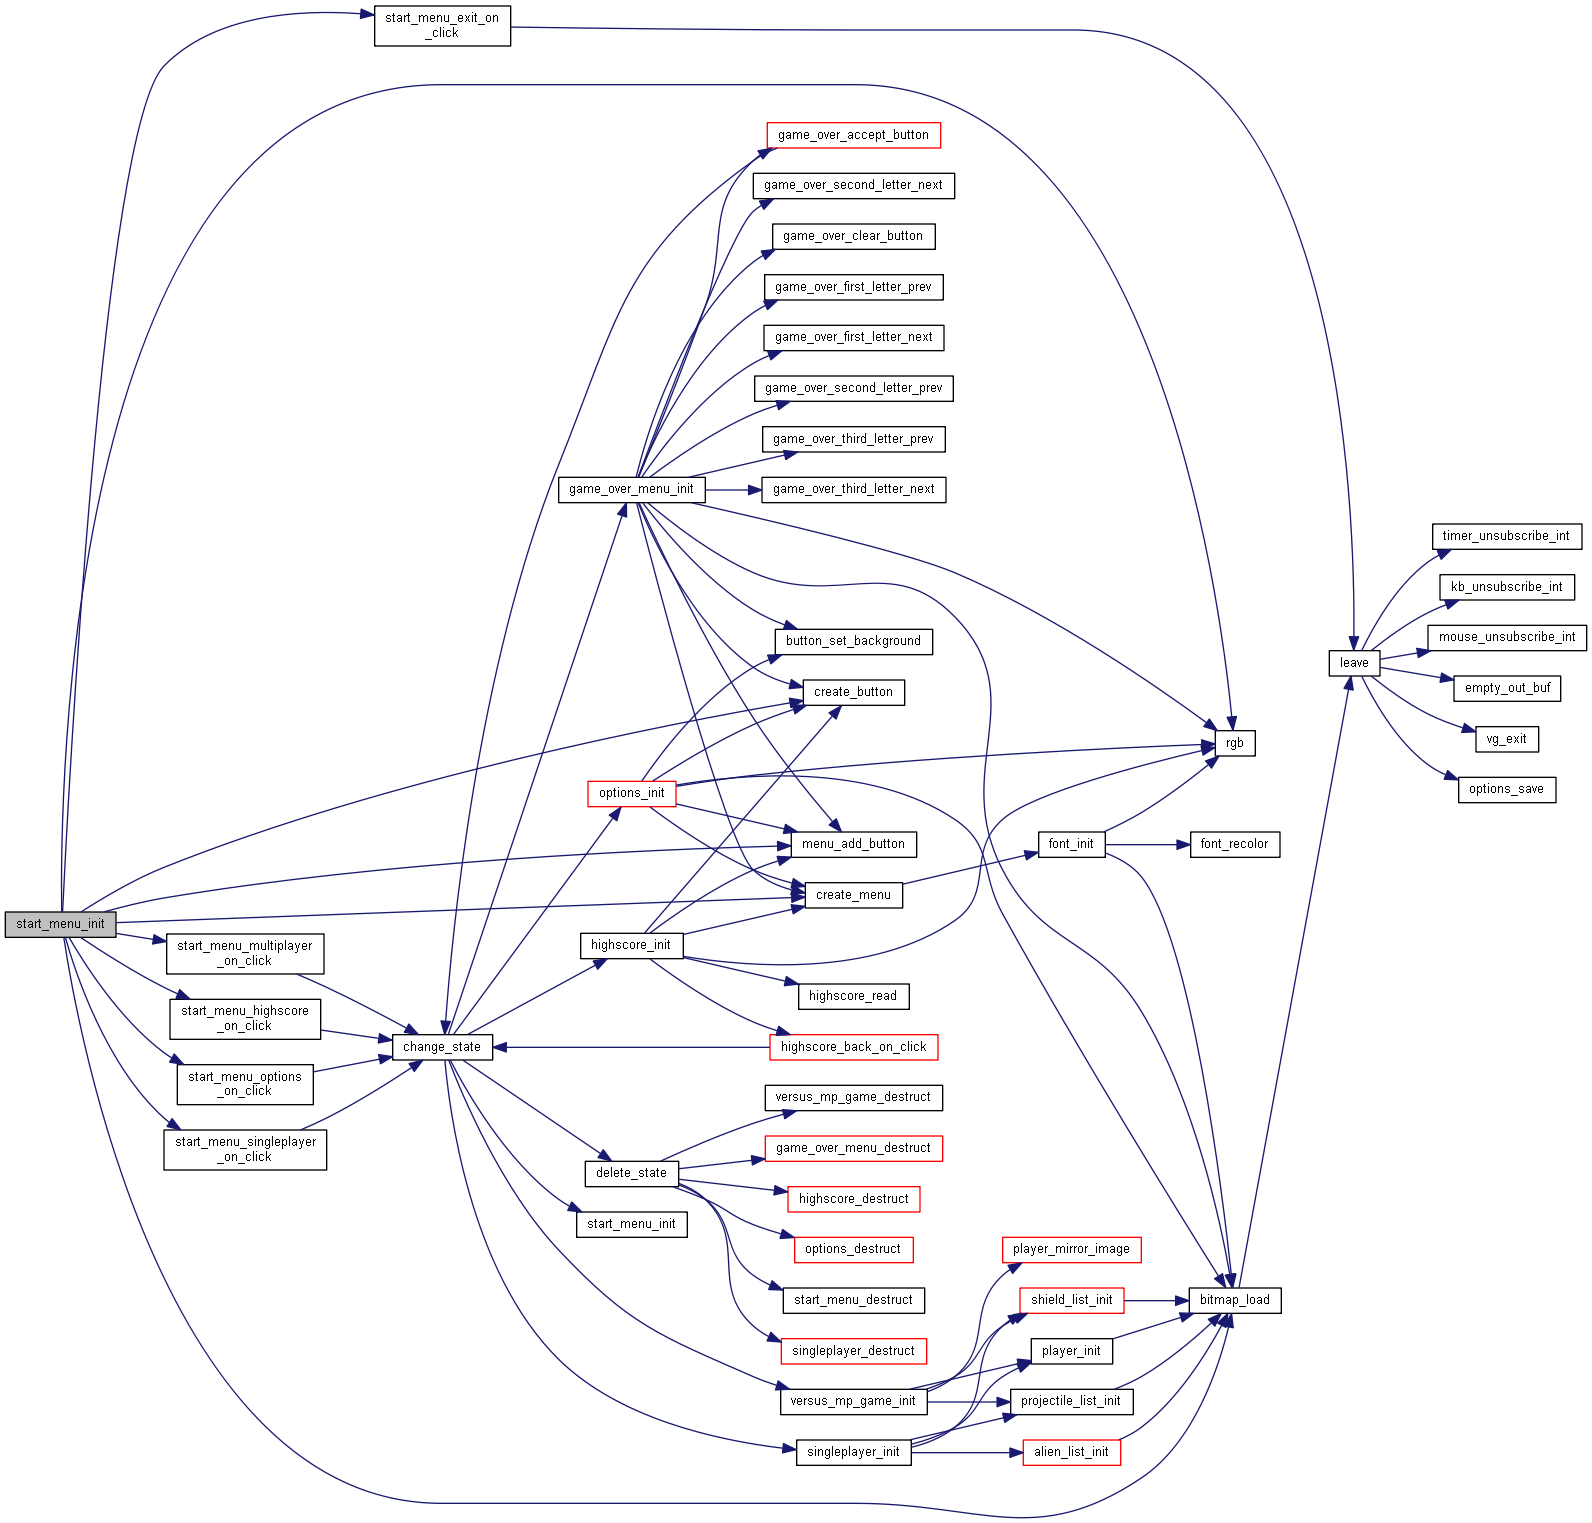 start_menu_exit_on
_click
game_over_accept_button
game_over_second_letter_next
game_over_clear_button
game_over_first_letter_prev
game_over_first_letter_next
game_over_second_letter_prev
game_over_third_letter_prev
game_over_menu_init
game_over_third_letter_next
timer_unsubscribe_int
kb_unsubscribe_int
mouse_unsubscribe_int
button_set_background
leave
empty_out_buf
create_button
vg_exit
rgb
options_init
options_save
menu_add_button
font_init
font_recolor
create_menu
start_menu_init
start_menu_multiplayer
_on_click
highscore_init
highscore_read
start_menu_highscore
_on_click
change_state
highscore_back_on_click
start_menu_options
_on_click
versus_mp_game_destruct
start_menu_singleplayer
_on_click
game_over_menu_destruct
delete_state
highscore_destruct
start_menu_init
options_destruct
player_mirror_image
start_menu_destruct
shield_list_init
bitmap_load
singleplayer_destruct
player_init
versus_mp_game_init
projectile_list_init
singleplayer_init
alien_list_init